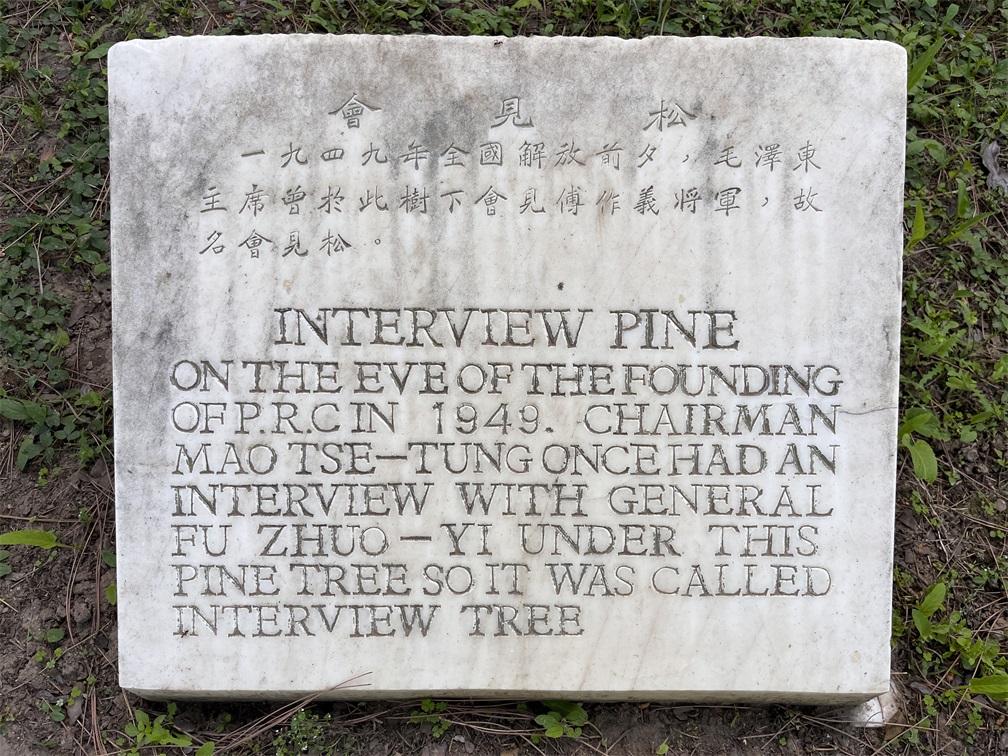 會見松
一九四九年全國解放前夕，毛澤東
主席曾於此樹下會見傅作義將軍，故
名會見松。
INTERVIEW PINE
ON THE EVE OF THE FOUNDING
OF P.R.C IN 1949. CHAIRMAN
MAO TSE-TUNG ONCE HAD AN
INTERVIEW WITH GENERAL
FU ZHUO-YI UNDER THIS
PINE TREE SO IT WAS CALLED
INTERVIEW TREE